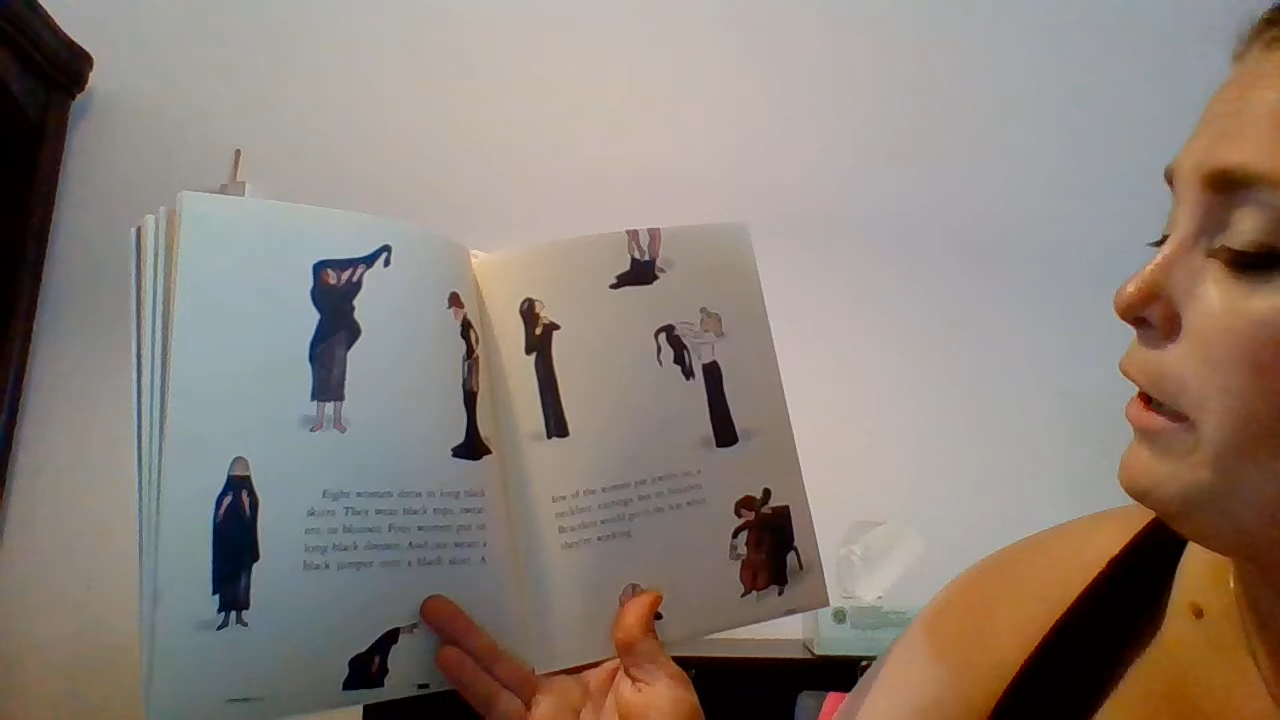 Eight women dress in long black
skirts. They wear black tops, sweat-
ers, or blouses. Four women put on
long black dresses. And one wears a
black jumper over a black shirt. A
few of the women put jewelry on, a
necklace, earrings, but no bracelets.
Bracelets would get in the way when
they're working.